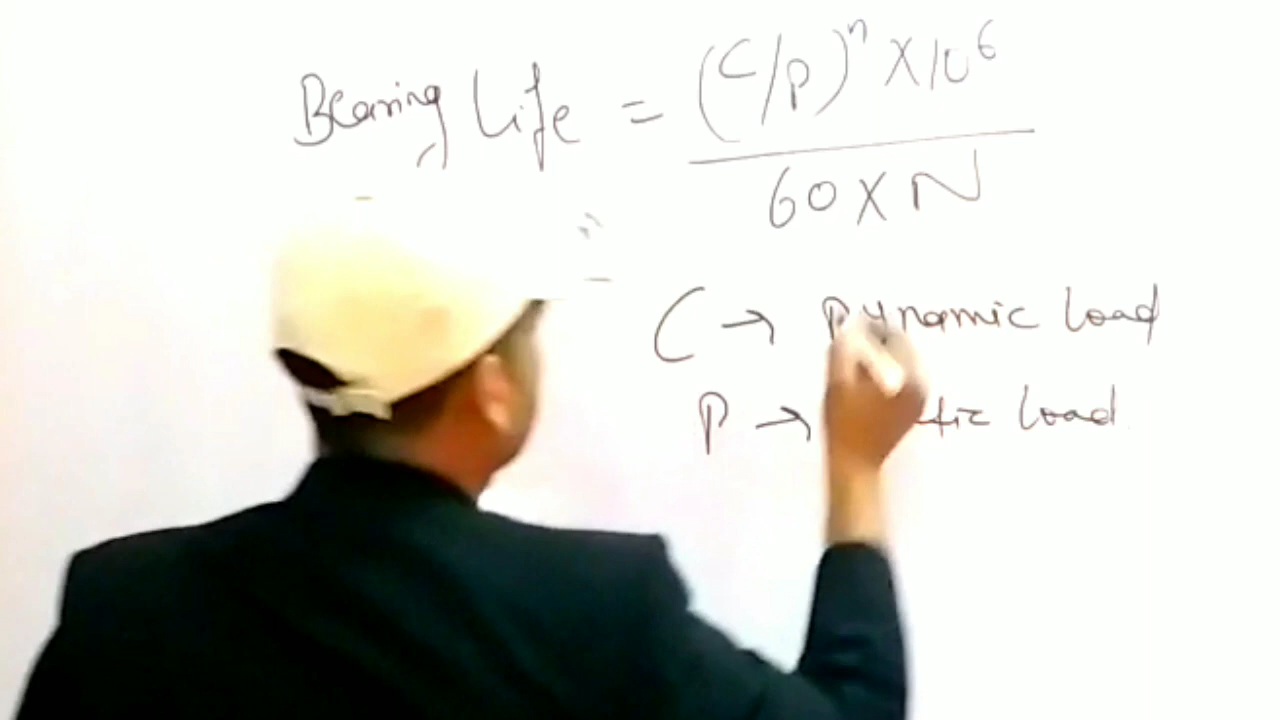 Bearing Life = (C/P)^n X 10^6
60 X N
C → Dynamic Load
P → Load